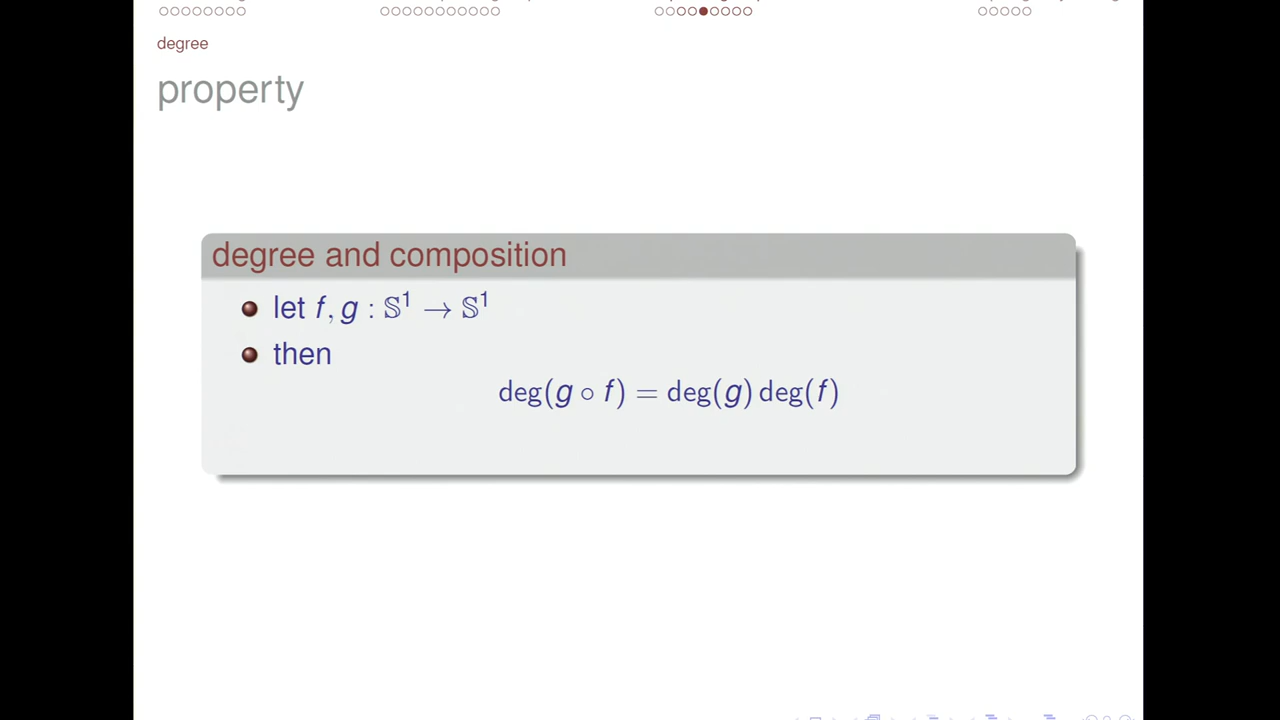 degree
property
degree and composition
let f, g : 𝕊¹ → 𝕊¹
then
deg(g ∘ f) = deg(g) deg(f)